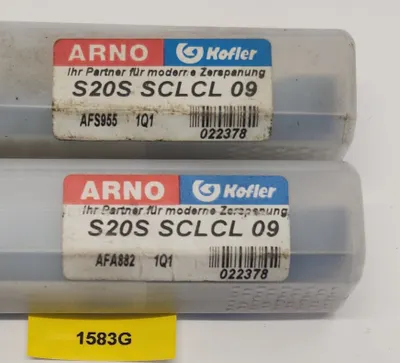 ARNO Kofler
Ihr Partner für moderne Zerspanung
S20S SCLCL 09
AFS955 1Q1
022378
ARNO Kofler
Ihr Partner für moderne Zerspanung
S20S SCLCL 09
AFA882 1Q1
022378
1583G